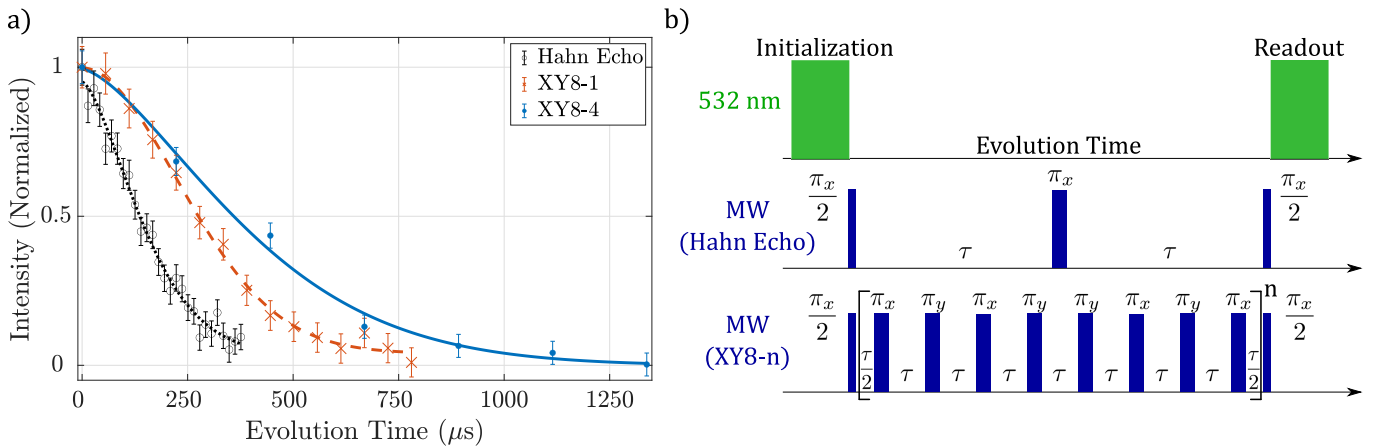 a)
Intensity (Normalized)
1
0.5
0
0 250 500 750 1000 1250
Evolution Time (μs)
Hahn Echo
XY8-1
XY8-4
b)
Initialization
Readout
532 nm
Evolution Time
MW
(Hahn Echo)
π_x/2
π_x
π_x/2
τ τ
MW
(XY8-n)
π_x/2
π_x π_y π_x π_y π_y π_x π_y π_x
n
π_x/2
τ/2 τ τ τ τ τ τ τ τ/2